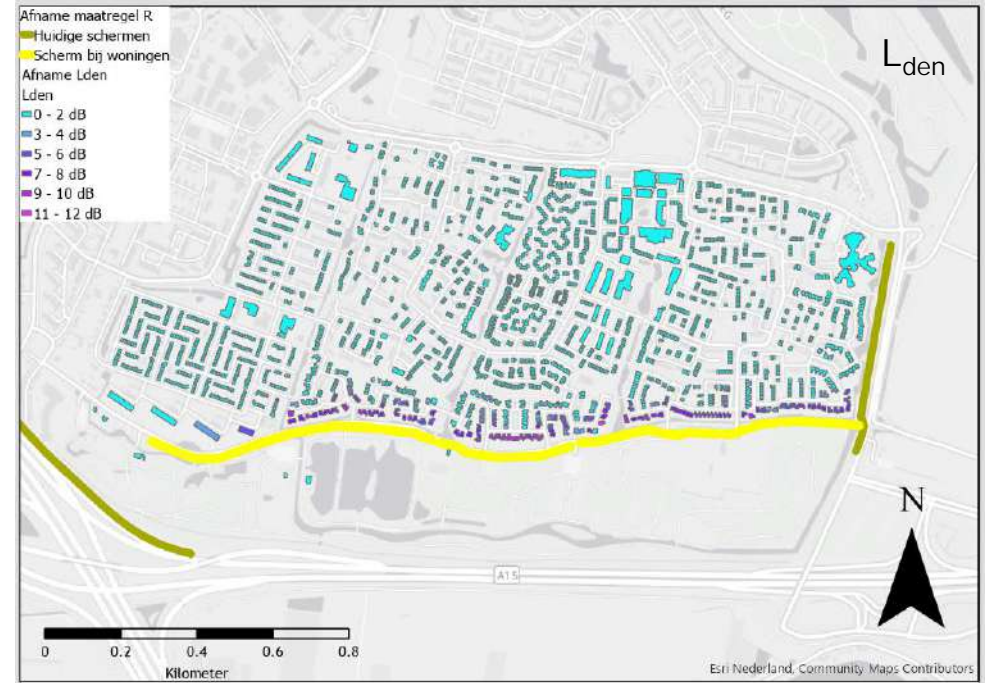 Afname maatregel R
Huidige schermen
Scherm bij woningen
Afname Lden
Lden
0 - 2 dB
3 - 4 dB
5 - 6 dB
7 - 8 dB
9 - 10 dB
11 - 12 dB
Lden
N
A15
0 0.2 0.4 0.6 0.8
Kilometer
Esri Nederland, Community Maps Contributors